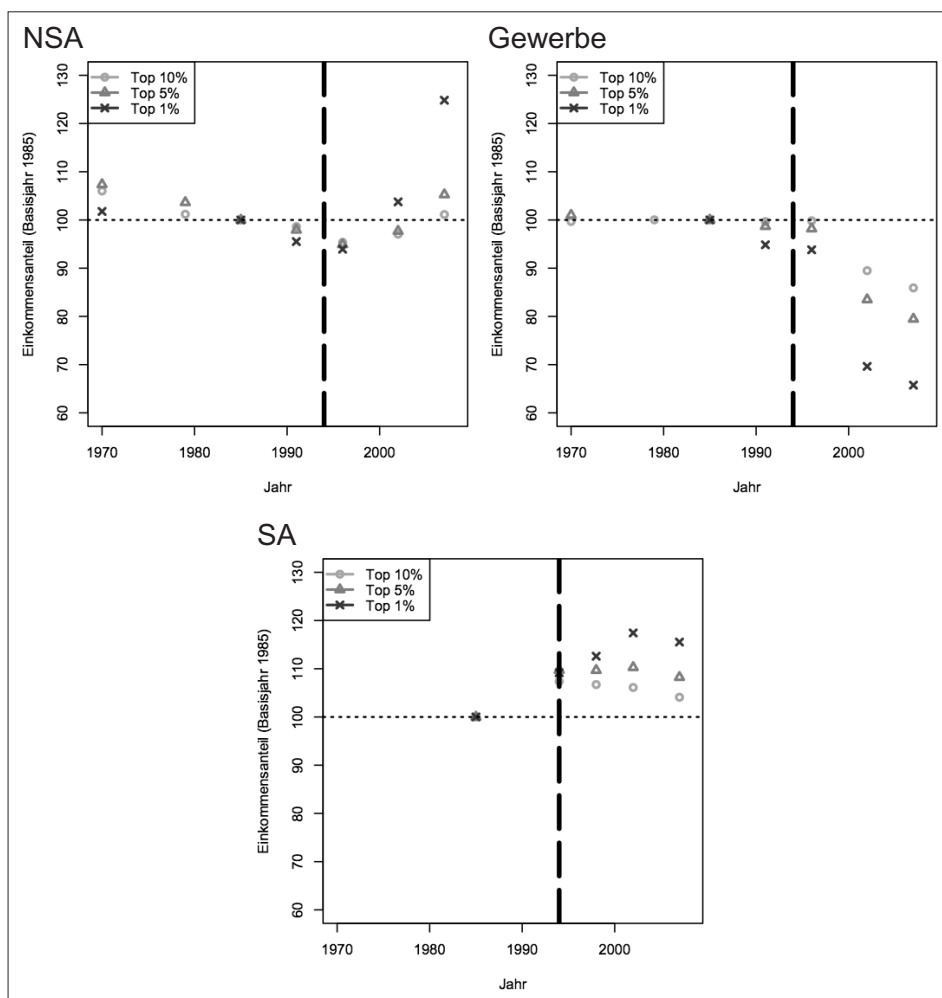 NSA
Top 10%
Top 5%
Top 1%
Einkommensanteil (Basisjahr 1985)
130
120
110
100
90
80
70
60
1970 1980 1990 2000
Jahr
Gewerbe
Top 10%
Top 5%
Top 1%
Einkommensanteil (Basisjahr 1985)
130
120
110
100
90
80
70
60
1970 1980 1990 2000
Jahr
SA
Top 10%
Top 5%
Top 1%
Einkommensanteil (Basisjahr 1985)
130
120
110
100
90
80
70
60
1970 1980 1990 2000
Jahr